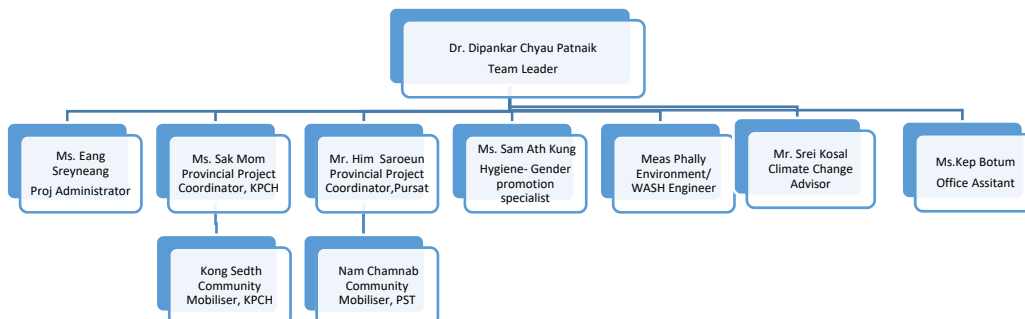 Dr. Dipankar Chyau Patnaik
Team Leader
Ms. Eang
Sreyneang
Proj Administrator
Ms. Sak Mom
Provincial Project
Coordinator, KPCH
Mr. Him Saroeun
Provincial Project
Coordinator,Pursat
Ms. Sam Ath Kung
Hygiene- Gender
promotion
specialist
Meas Phally
Environment/
WASH Engineer
Mr. Srei Kosal
Climate Change
Advisor
Ms.Kep Botum
Office Assitant
Kong Sedth
Community
Mobiliser, KPCH
Nam Chamnab
Community
Mobiliser, PST